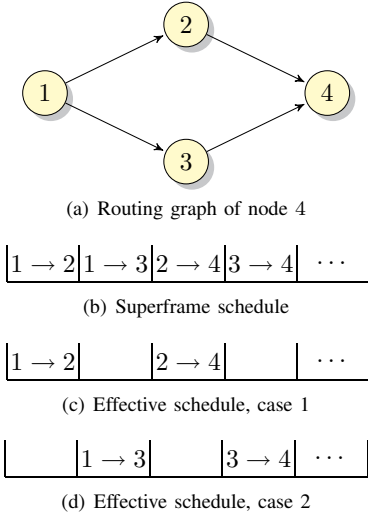 2
1
4
3
(a) Routing graph of node 4
1 → 2 1 → 3 2 → 4 3 → 4 ···
(b) Superframe schedule
1 → 2 2 → 4 ···
(c) Effective schedule, case 1
1 → 3 3 → 4 ···
(d) Effective schedule, case 2